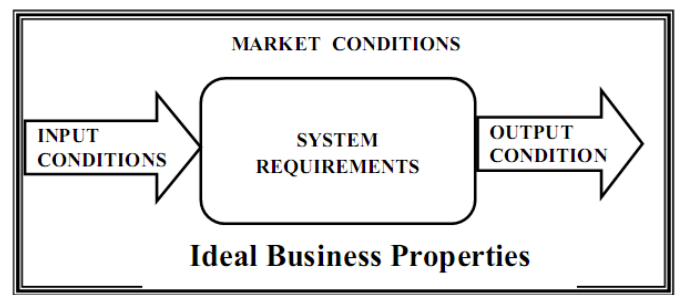 MARKET CONDITIONS
INPUT
CONDITIONS
SYSTEM
REQUIREMENTS
OUTPUT
CONDITION
Ideal Business Properties